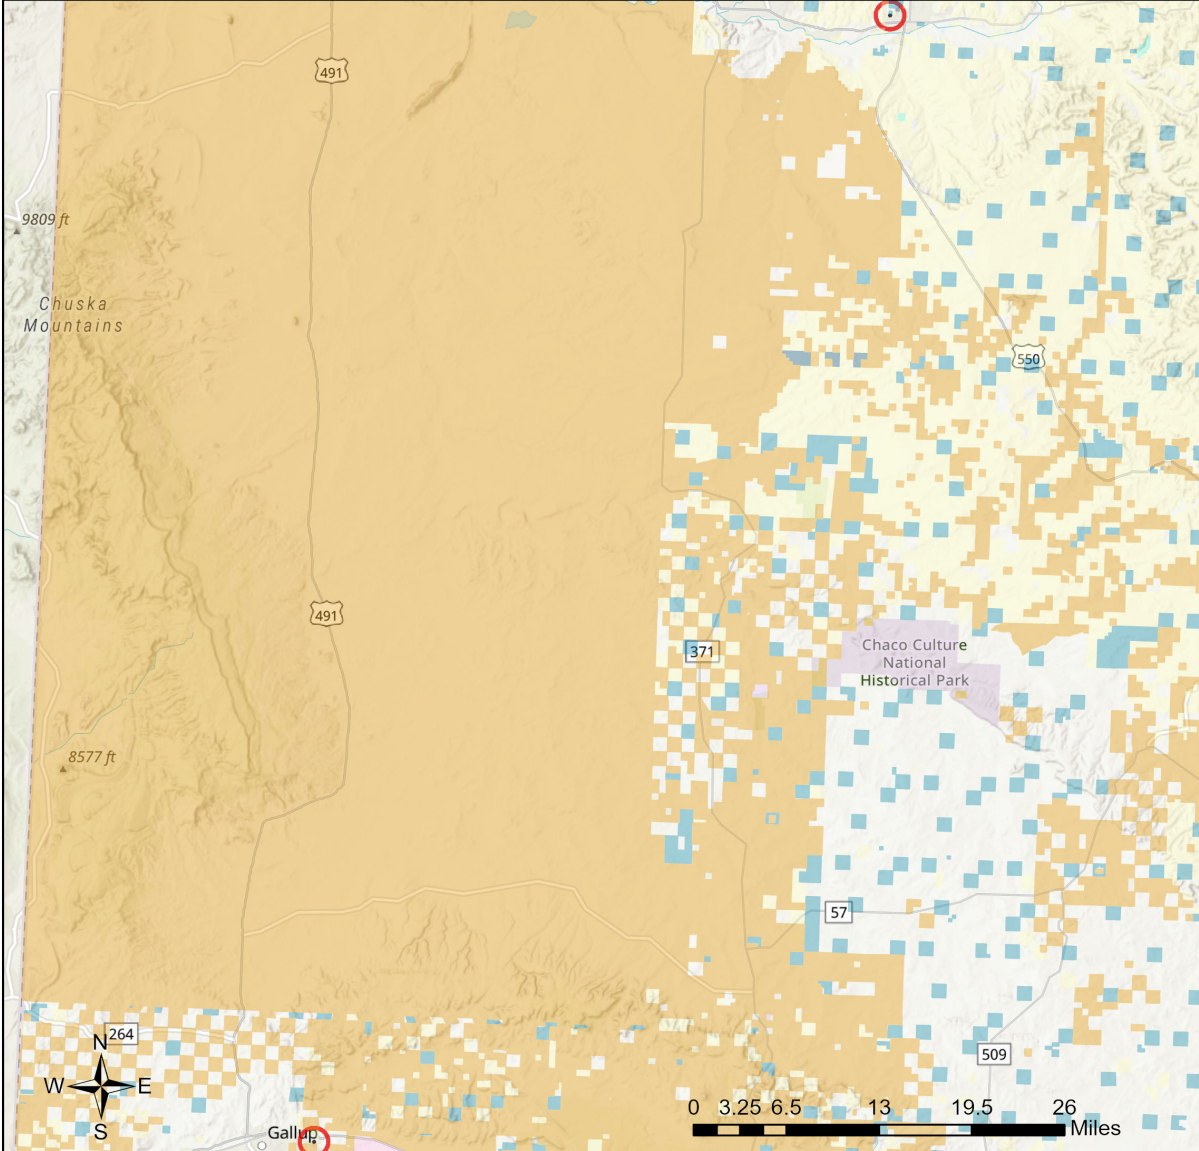 491
9809 ft
Chuska
Mountains
550
491
371
Chaco Culture
National
Historical Park
8577 ft
57
264
509
N
W E
S
Gallup
0 3.25 6.5 13 19.5 26
Miles